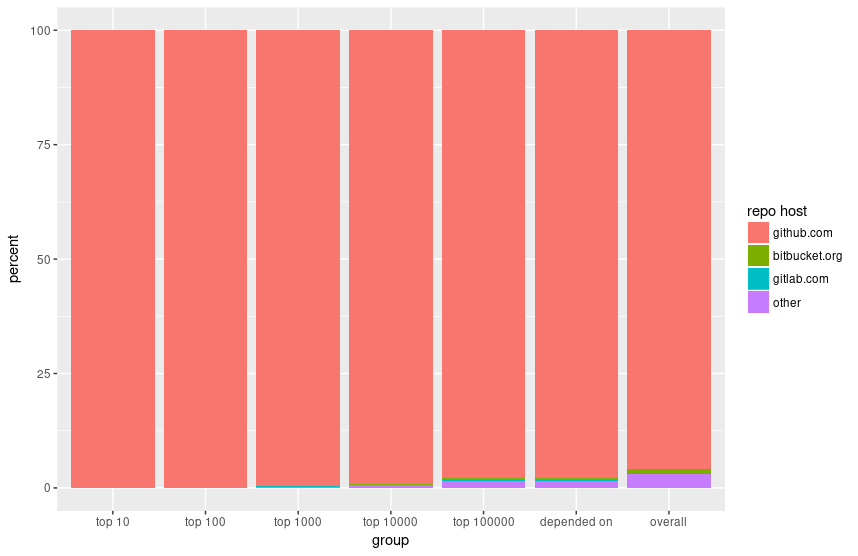 percent
100
75
50
25
0
top 10
top 100
top 1000
top 10000
top 100000
depended on
overall
group
repo host
github.com
bitbucket.org
gitlab.com
other